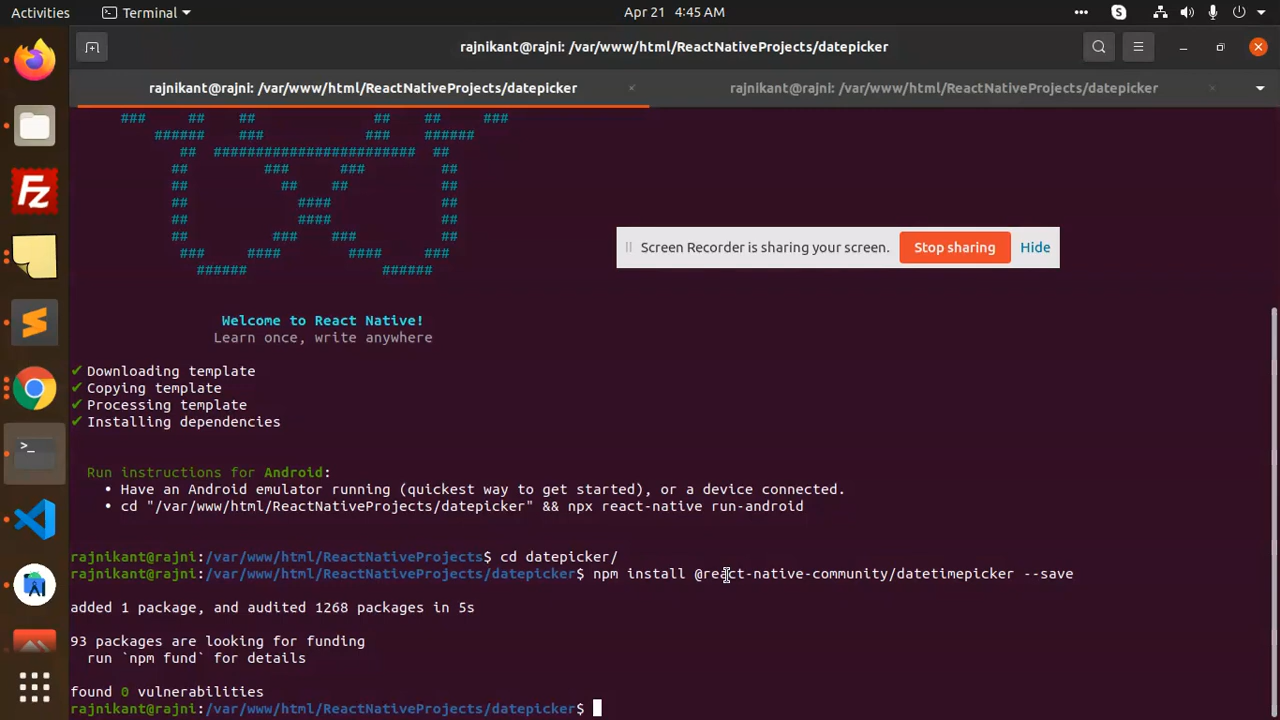 Activities
Terminal
Apr 21 4:45 AM
rajnikant@rajni: /var/www/html/ReactNativeProjects/datepicker
rajnikant@rajni: /var/www/html/ReactNativeProjects/datepicker ×
rajnikant@rajni: /var/www/html/ReactNativeProjects/datepicker ×
### ## ## ## ## ###
###### ### ### ######
## ######################## ##
## ### ### ##
## ## ## ##
## #### ##
## #### ##
## ### ### ##
### #### #### ###
###### ######
Screen Recorder is sharing your screen.
Stop sharing
Hide
Welcome to React Native!
Learn once, write anywhere
✔ Downloading template
✔ Copying template
✔ Processing template
✔ Installing dependencies
Run instructions for Android:
• Have an Android emulator running (quickest way to get started), or a device connected.
• cd "/var/www/html/ReactNativeProjects/datepicker" && npx react-native run-android
rajnikant@rajni:/var/www/html/ReactNativeProjects$ cd datepicker/
rajnikant@rajni:/var/www/html/ReactNativeProjects/datepicker$ npm install @react-native-community/datetimepicker --save
added 1 package, and audited 1268 packages in 5s
93 packages are looking for funding
run `npm fund` for details
found 0 vulnerabilities
rajnikant@rajni:/var/www/html/ReactNativeProjects/datepicker$